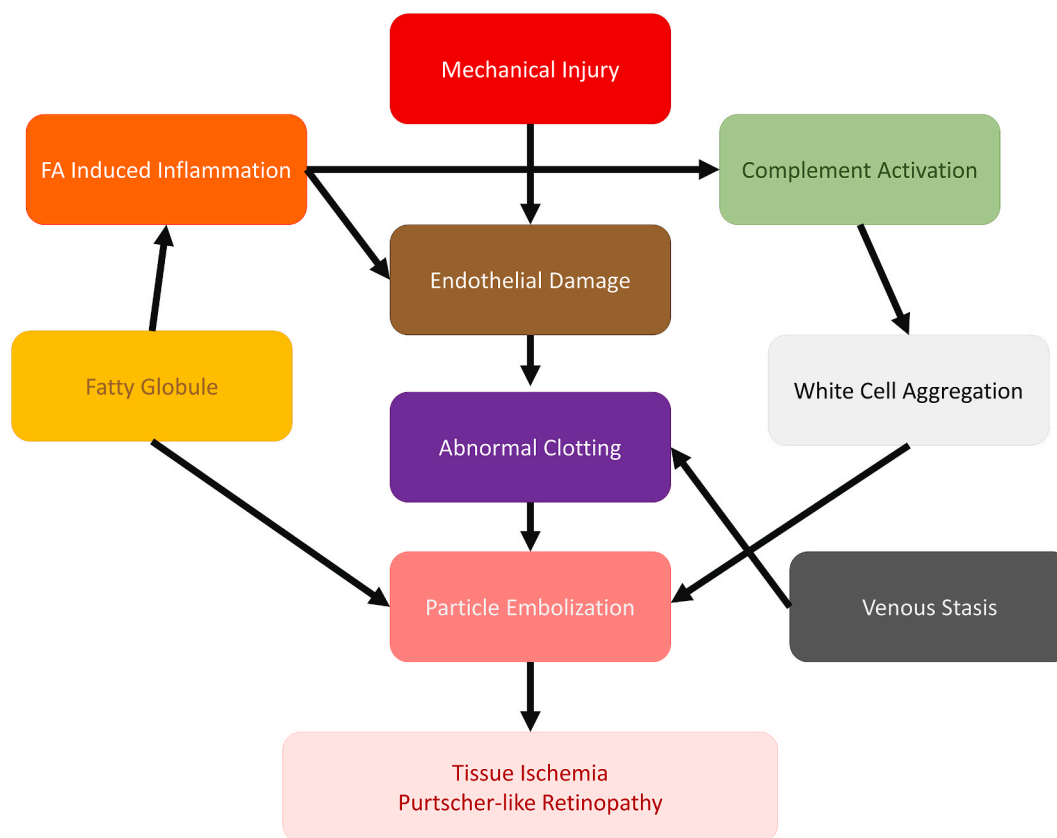 Mechanical Injury
FA Induced Inflammation
Complement Activation
Endothelial Damage
Fatty Globule
White Cell Aggregation
Abnormal Clotting
Particle Embolization
Venous Stasis
Tissue Ischemia
Purtscher-like Retinopathy